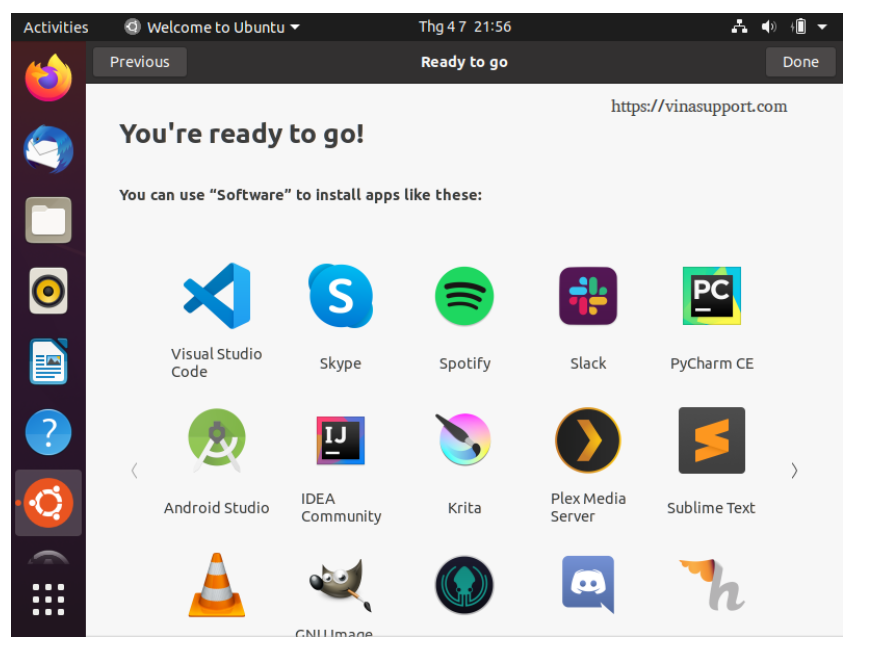 Activities Welcome to Ubuntu Thg 4 7 21:56
Previous Ready to go Done
https://vinasupport.com
You're ready to go!
You can use “Software” to install apps like these:
S PC
Visual Studio
Code
Skype
Spotify
Slack
PyCharm CE
? IJ
Android Studio
IDEA
Community
Krita
Plex Media
Server
Sublime Text
h
GNU Image